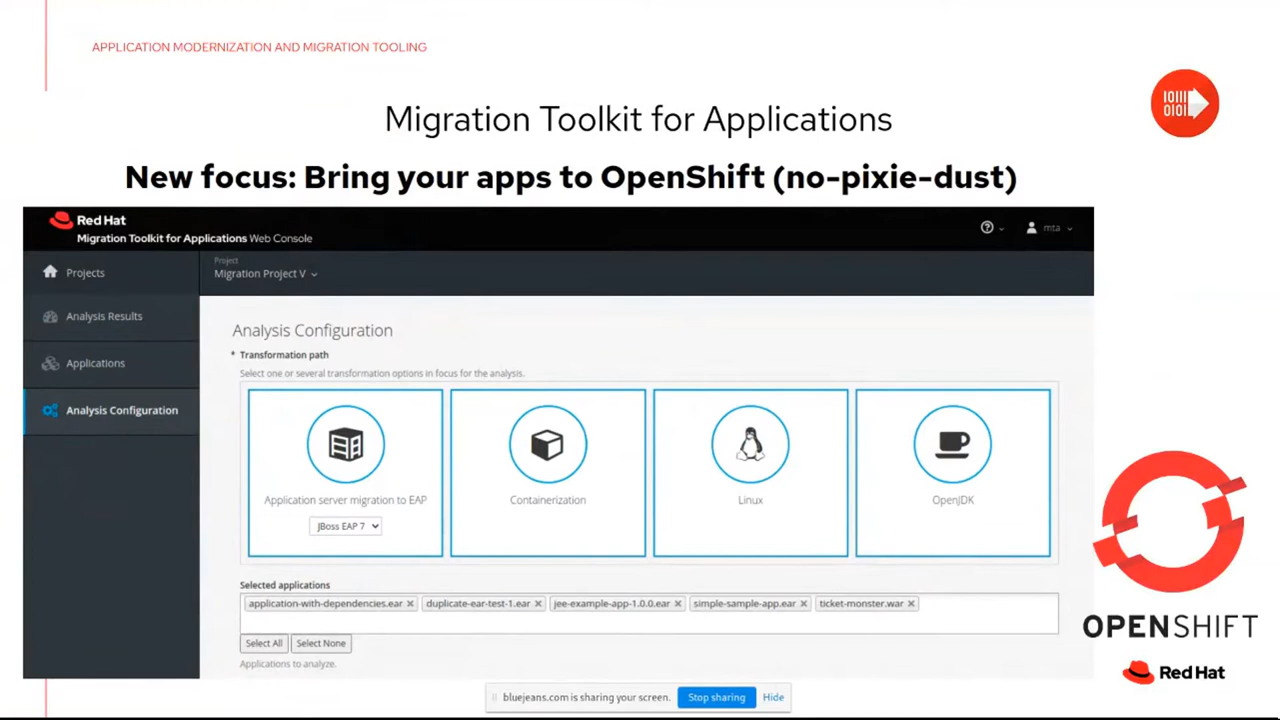 APPLICATION MODERNIZATION AND MIGRATION TOOLING
IOIII
OIOI
Migration Toolkit for Applications
New focus: Bring your apps to OpenShift (no-pixie-dust)
Red Hat
Migration Toolkit for Applications Web Console
mta
Projects
Project
Migration Project V
Analysis Results
Applications
Analysis Configuration
Analysis Configuration
* Transformation path
Select one or several transformation options in focus for the analysis.
Application server migration to EAP
JBoss EAP 7
Containerization
Linux
OpenJDK
Selected applications
application-with-dependencies.ear × duplicate-ear-test-1.ear × jee-example-app-1.0.0.ear × simple-sample-app.ear × ticket-monster.war ×
Select All Select None
Applications to analyze.
OPENSHIFT
Red Hat
bluejeans.com is sharing your screen. Stop sharing Hide